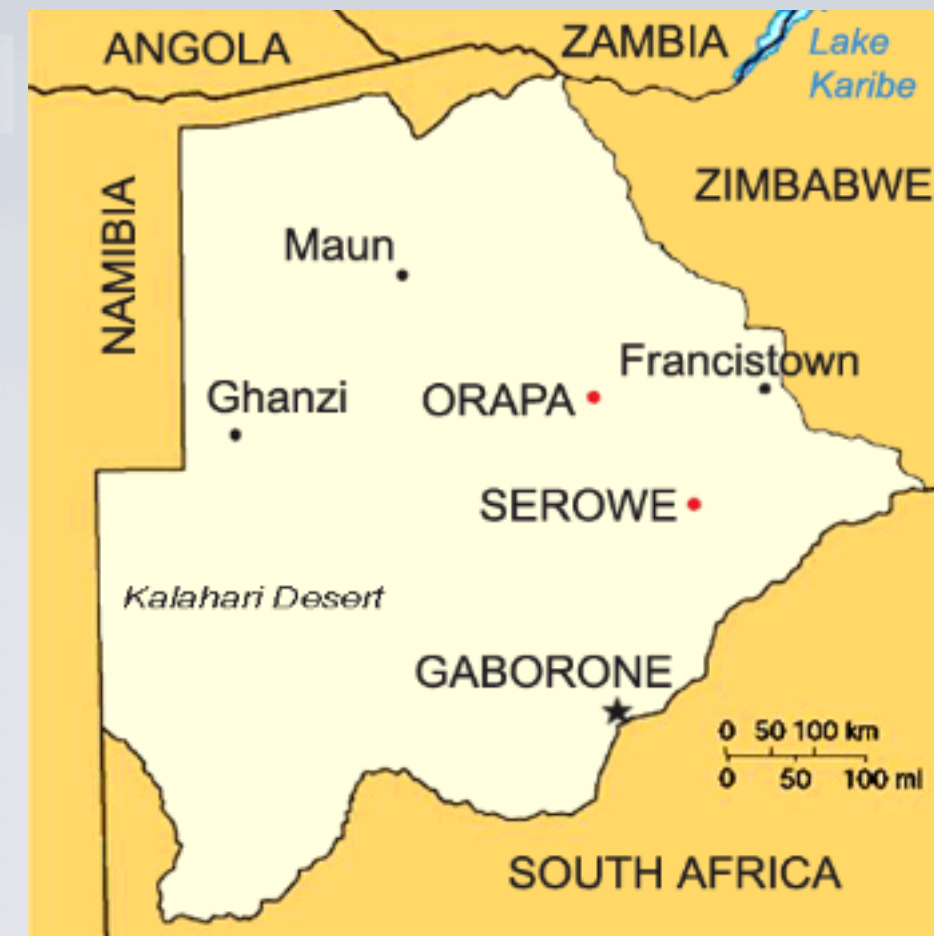 ANGOLA
ZAMBIA
Lake
Karibe
ZIMBABWE
NAMIBIA
Maun
Francistown
Ghanzi
ORAPA
SEROWE
Kalahari Desert
GABORONE
0 50 100 km
0 50 100 mi
SOUTH AFRICA